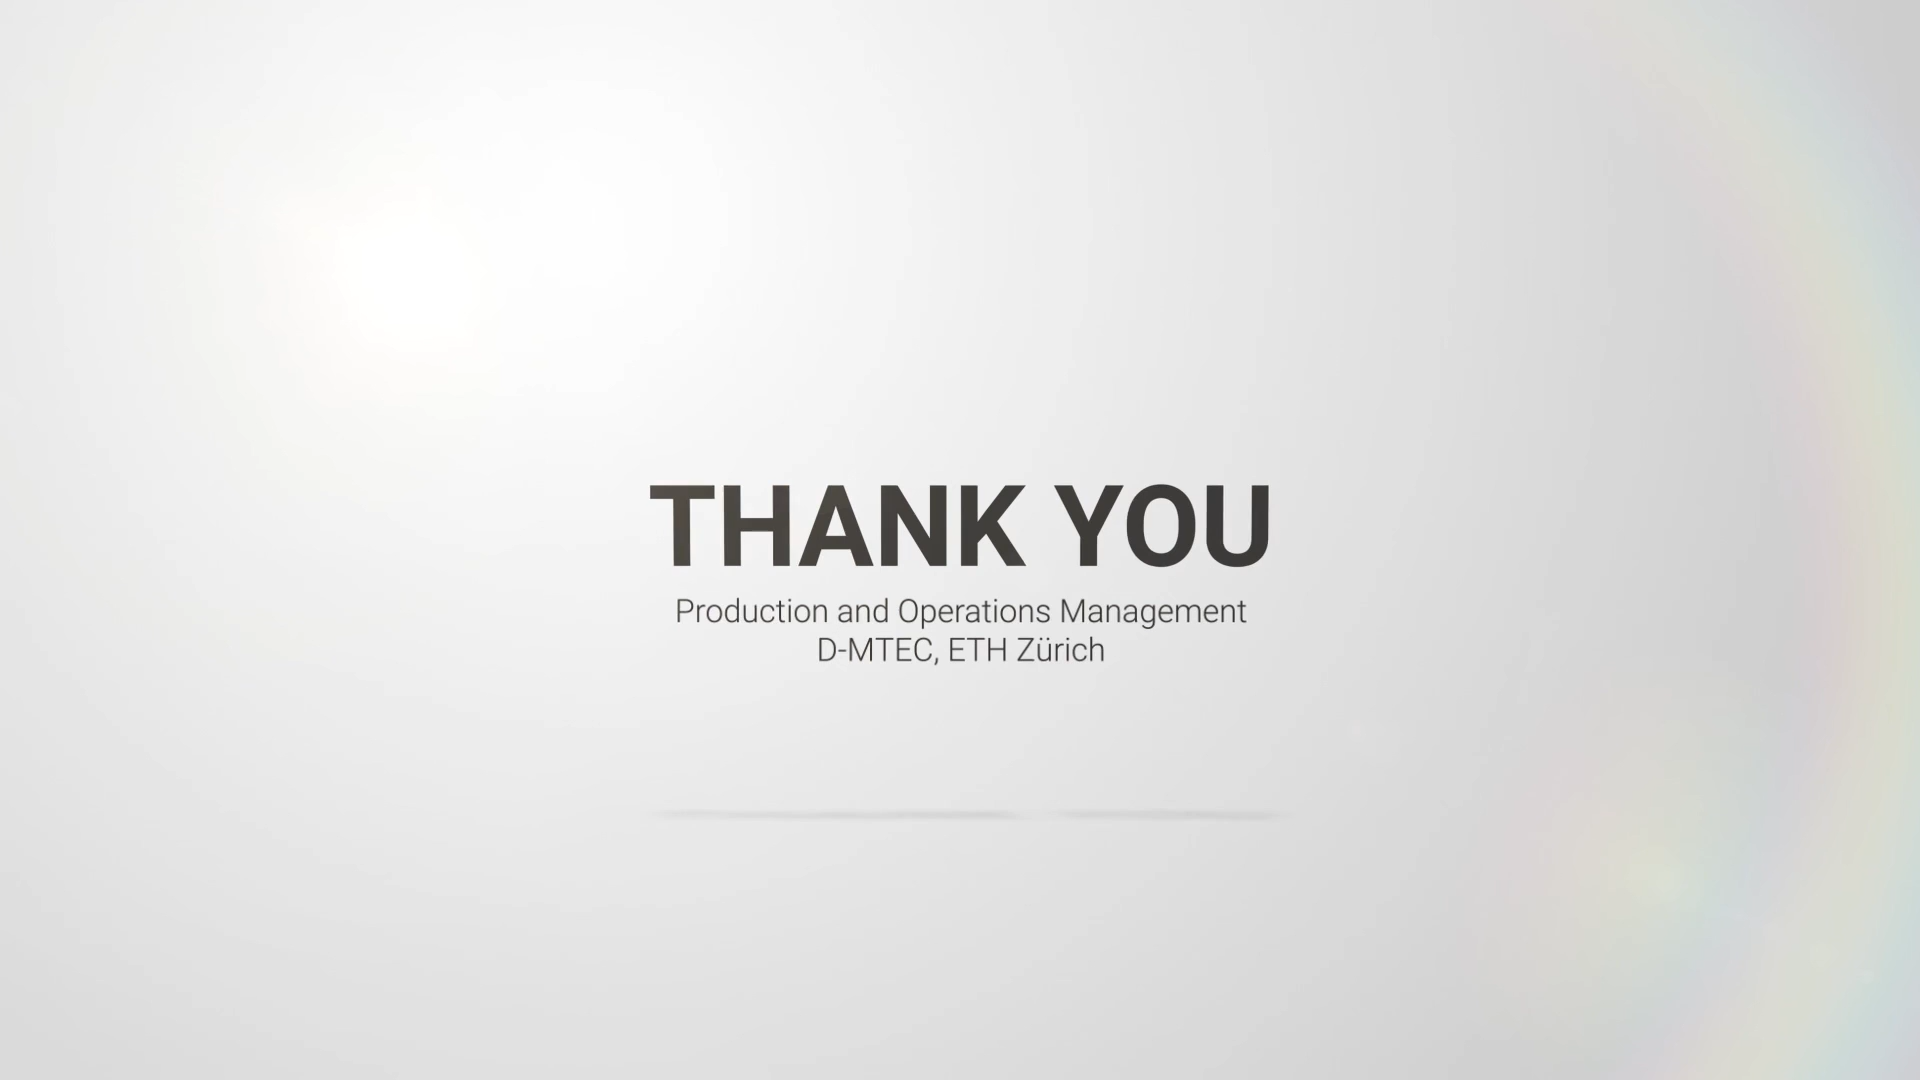 THANK YOU
Production and Operations Management
D-MTEC, ETH Zürich